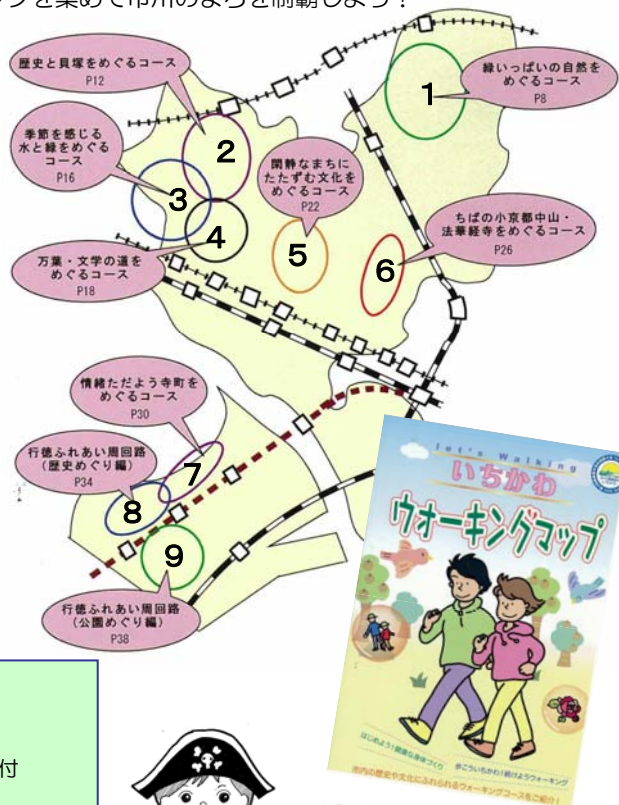 を集めて市川のまちを制覇しよう！
歴史と貝塚をめぐるコース
P12
緑いっぱいの自然を
めぐるコース
P8
季節を感じる
水と緑をめぐる
コース
P16
閑静なまちに
たたずむ文化を
めぐるコース
P22
ちばの小京都中山・
法華経寺をめぐるコース
P26
万葉・文学の道を
めぐるコース
P18
1
2
3
4
5
6
情緒ただよう寺町を
めぐるコース
P30
行徳ふれあい周回路
（歴史めぐり編）
P34
7
8
9
行徳ふれあい周回路
（公園めぐり編）
P38
let's Walking
いちかわ
ウオーキングマップ
はじめよう！健康な身体づくり
歩こういちかわ！続けようウォーキング
市内の歴史や文化にふれられるウォーキングコースをご紹介！
付